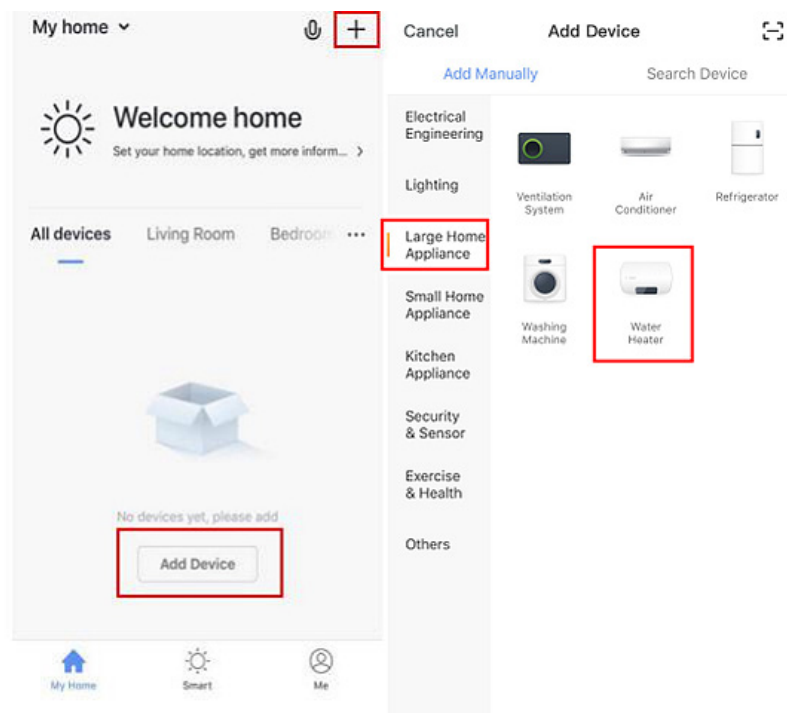 My home
Welcome home
Set your home location, get more inform...
All devices Living Room Bedroom
No devices yet, please add
Add Device
My Home Smart Me
Cancel Add Device
Add Manually Search Device
Electrical
Engineering
Lighting
Large Home
Appliance
Small Home
Appliance
Kitchen
Appliance
Security
& Sensor
Exercise
& Health
Others
Ventilation
System
Air
Conditioner
Refrigerator
Washing
Machine
Water
Heater